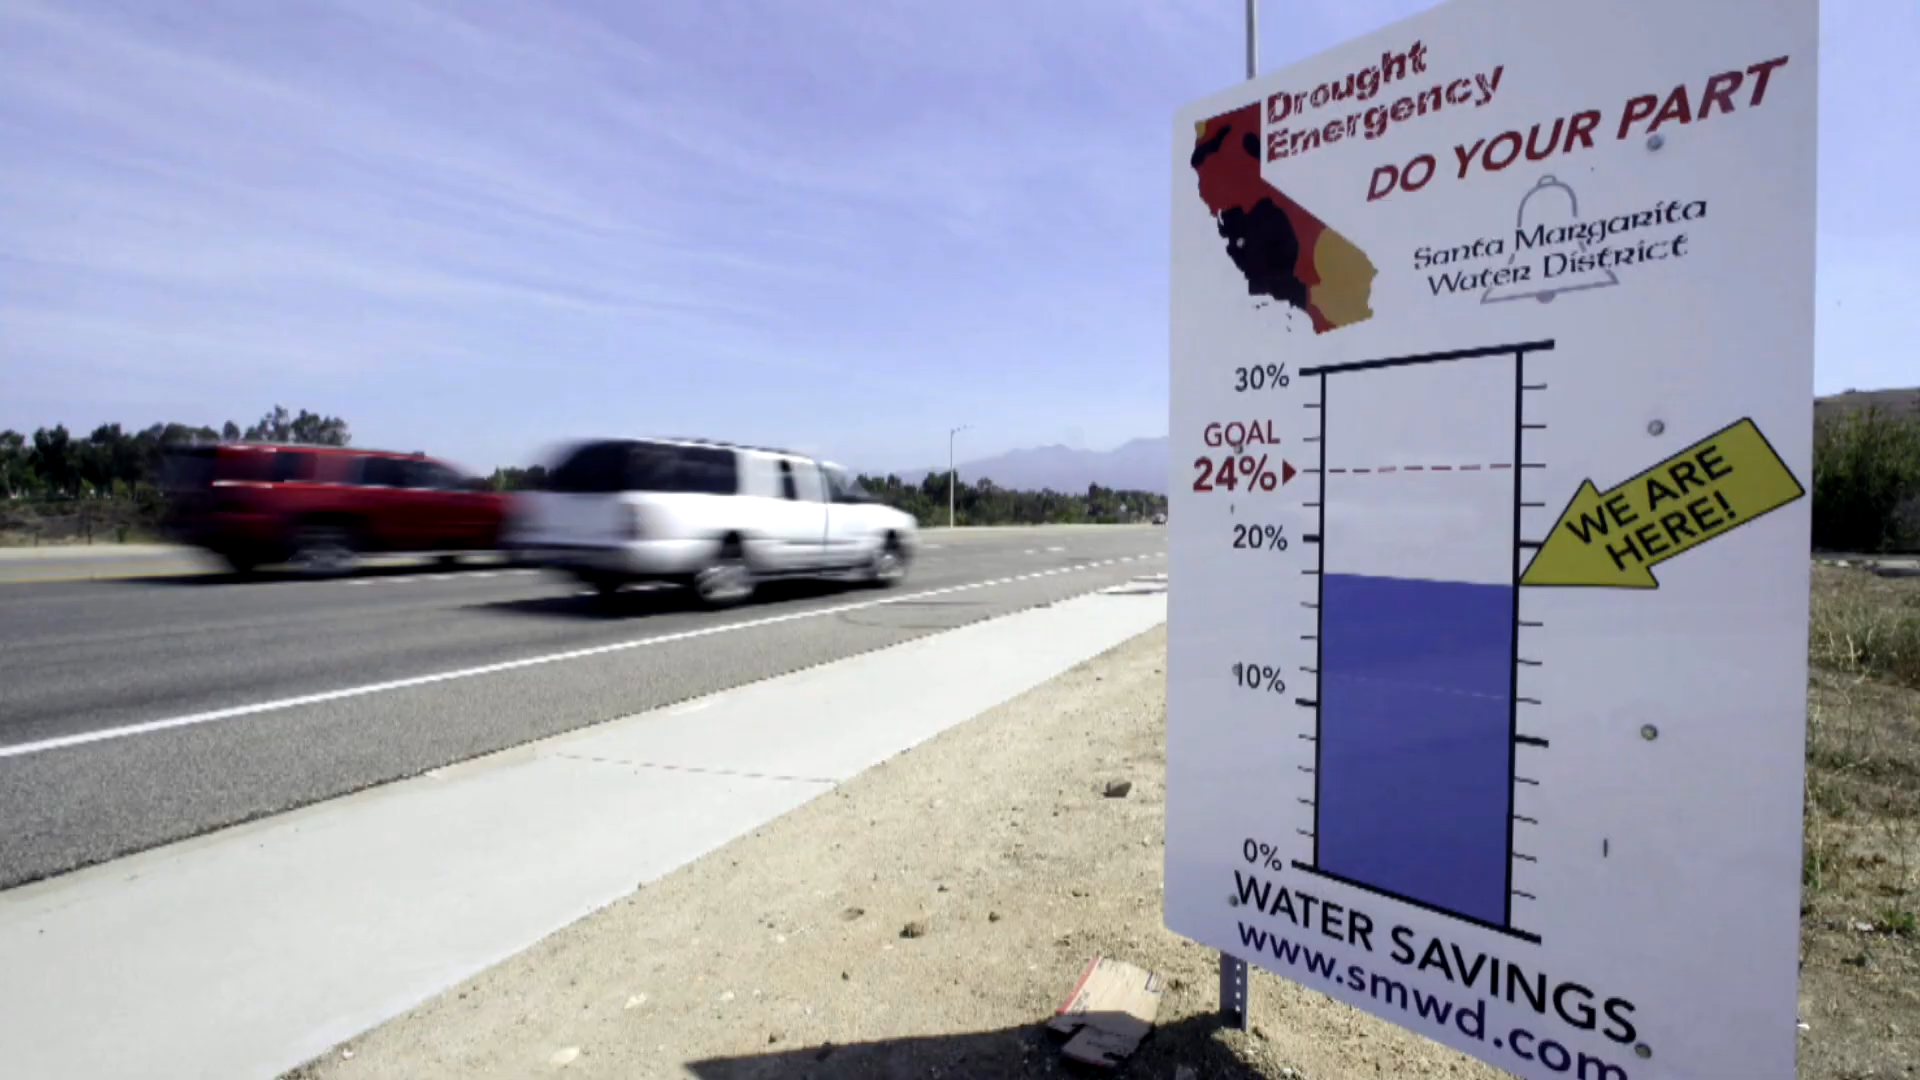 Drought
Emergency
DO YOUR PART
Santa Margarita
Water District
30%
GOAL
24%
20%
WE ARE
HERE!
10%
0%
WATER SAVINGS
www.smwd.com